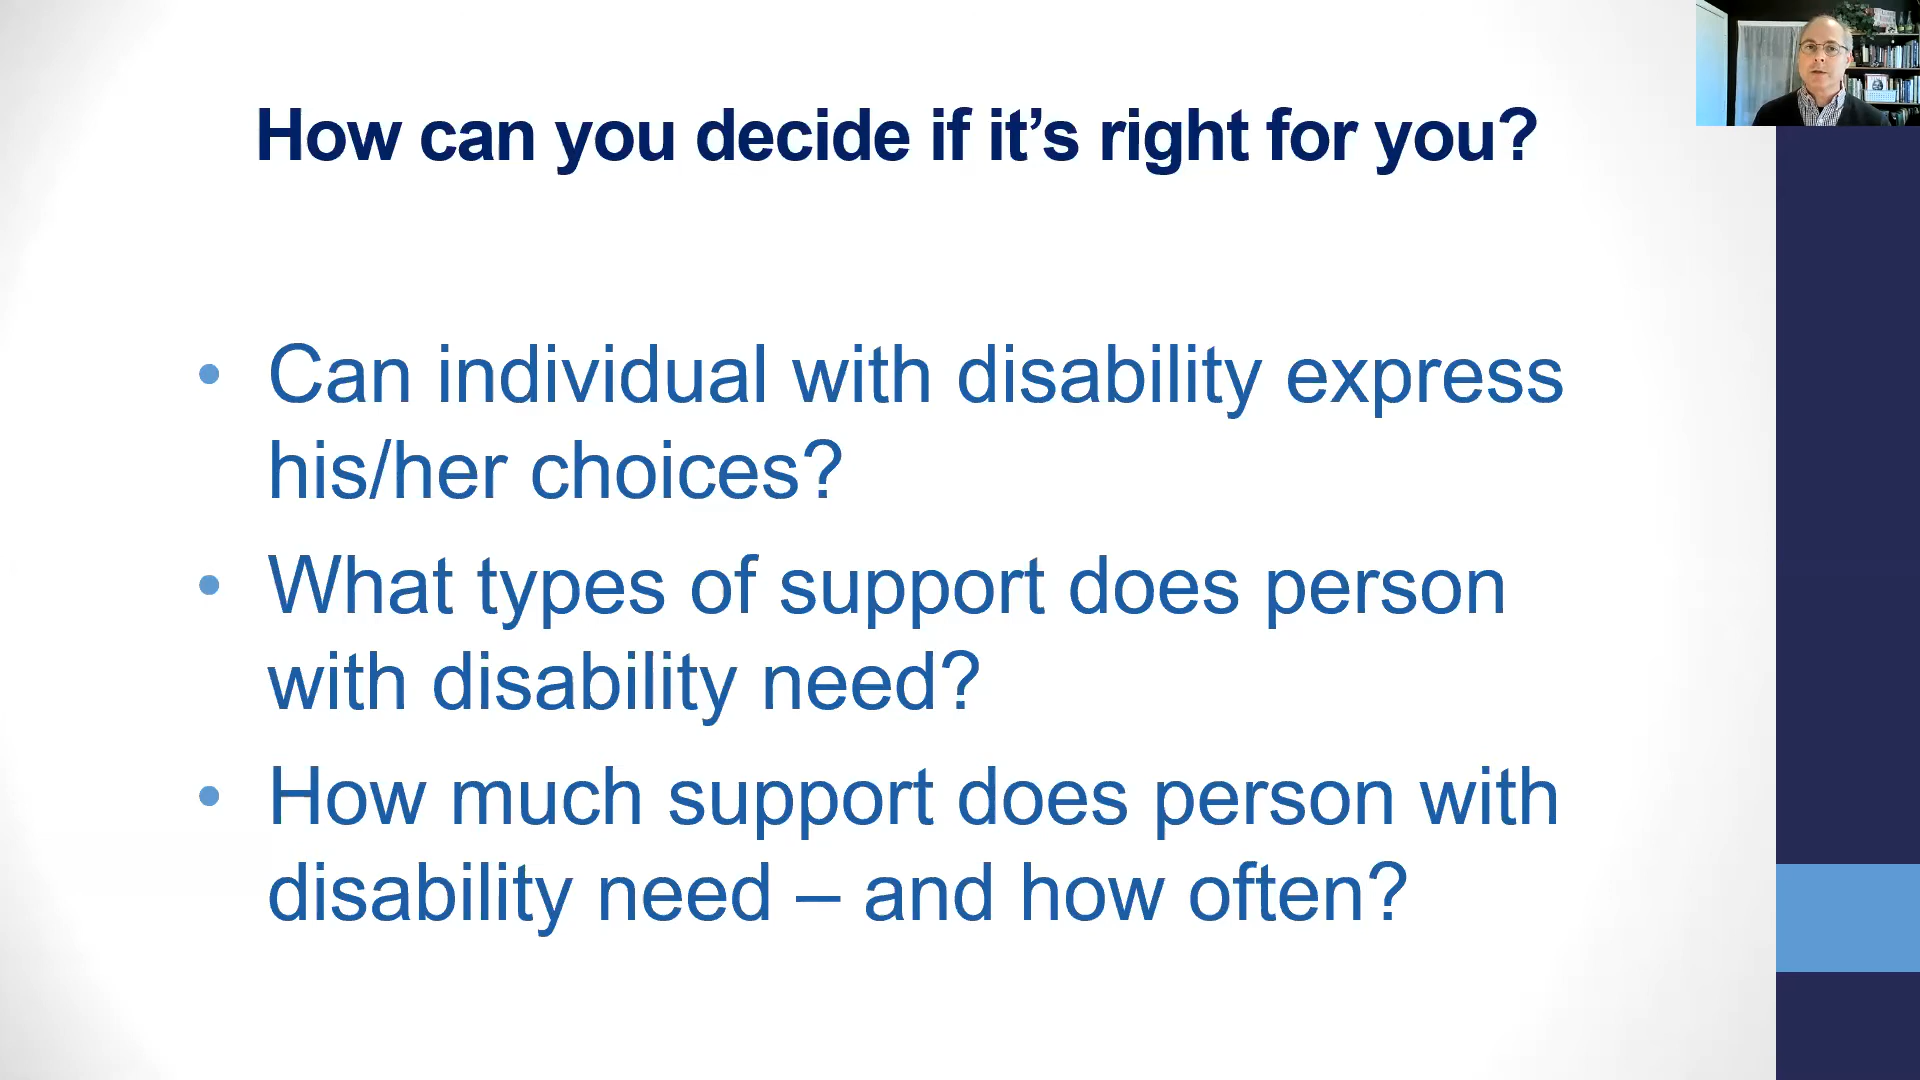 How can you decide if it’s right for you?
• Can individual with disability express
his/her choices?
• What types of support does person
with disability need?
• How much support does person with
disability need – and how often?